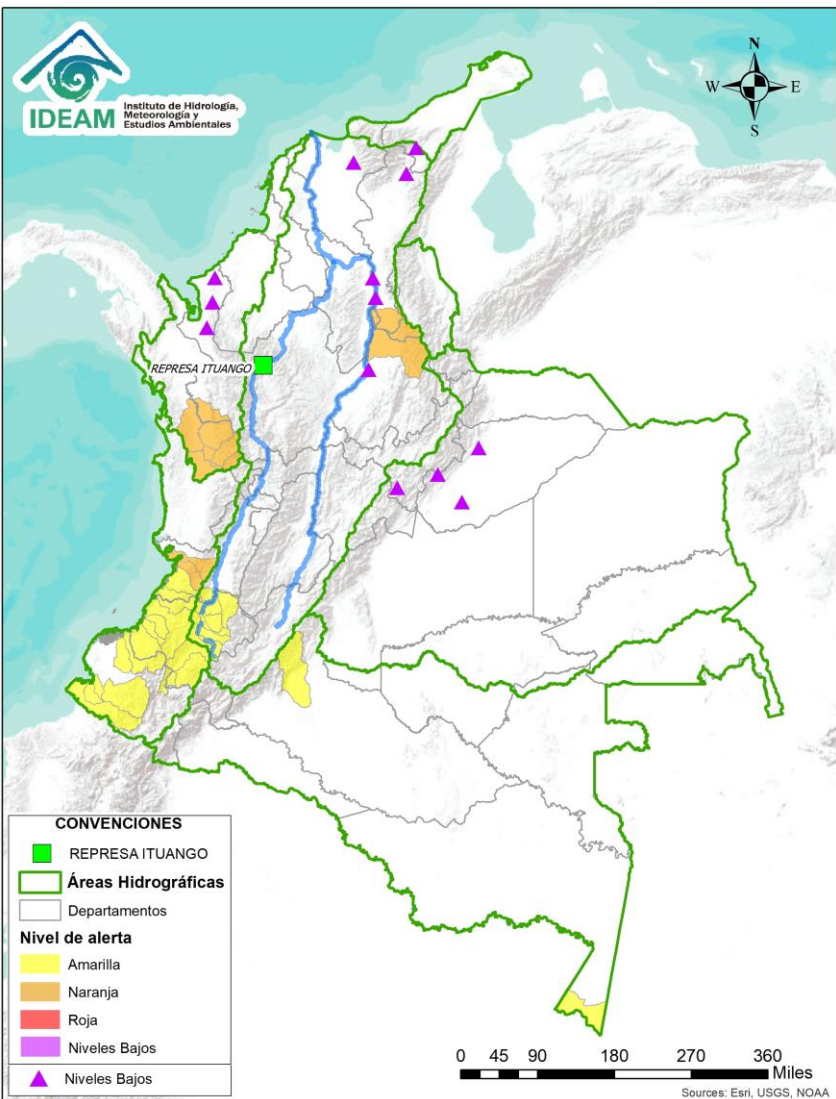 IDEAM
Instituto de Hidrología,
Meteorología y
Estudios Ambientales
N
W
E
S
REPRESA ITUANGO
CONVENCIONES
REPRESA ITUANGO
Áreas Hidrográficas
Departamentos
Nivel de alerta
Amarilla
Naranja
Roja
Niveles Bajos
Niveles Bajos
0 45 90 180 270 360
Miles
Sources: Esri, USGS, NOAA